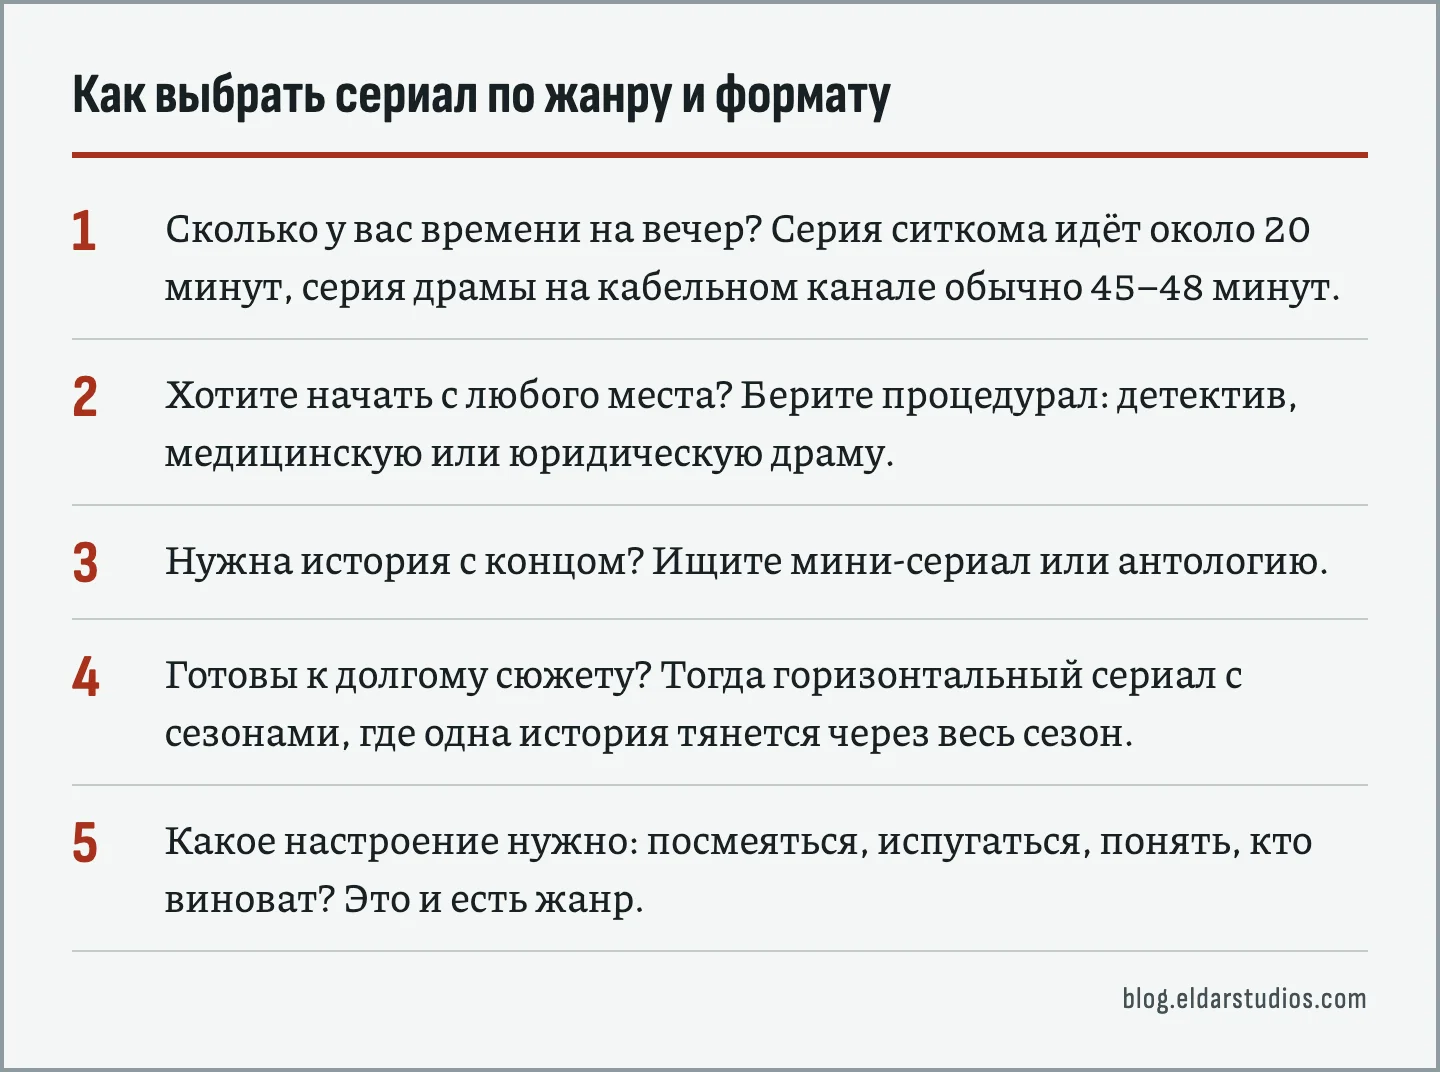 Как выбрать сериал по жанру и формату
1 Сколько у вас времени на вечер? Серия ситкома идёт около 20
минут, серия драмы на кабельном канале обычно 45–48 минут.
2 Хотите начать с любого места? Берите процедурал: детектив,
медицинскую или юридическую драму.
3 Нужна история с концом? Ищите мини-сериал или антологию.
4 Готовы к долгому сюжету? Тогда горизонтальный сериал с
сезонами, где одна история тянется через весь сезон.
5 Какое настроение нужно: посмеяться, испугаться, понять, кто
виноват? Это и есть жанр.
blog.eldarstudios.com